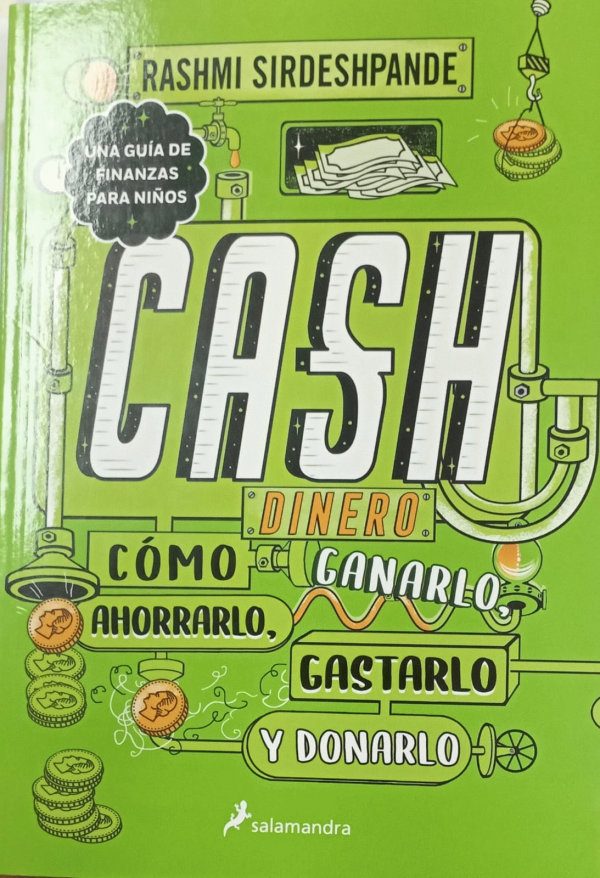 RASHMI SIRDESHPANDE
UNA GUÍA DE
FINANZAS
PARA NIÑOS
CASH
DINERO
CÓMO
GANARLO,
AHORRARLO,
GASTARLO
Y DONARLO
salamandra